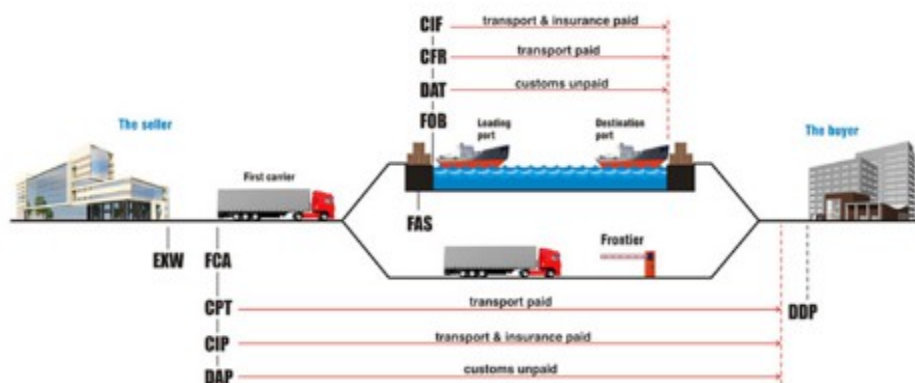 CIF transport & insurance paid
CFR transport paid
DAT customs unpaid
FOB
The seller
Loading port
Destination port
The buyer
First carrier
FAS
EXW FCA
Frontier
CPT transport paid
DDP
CIP transport & insurance paid
DAP customs unpaid